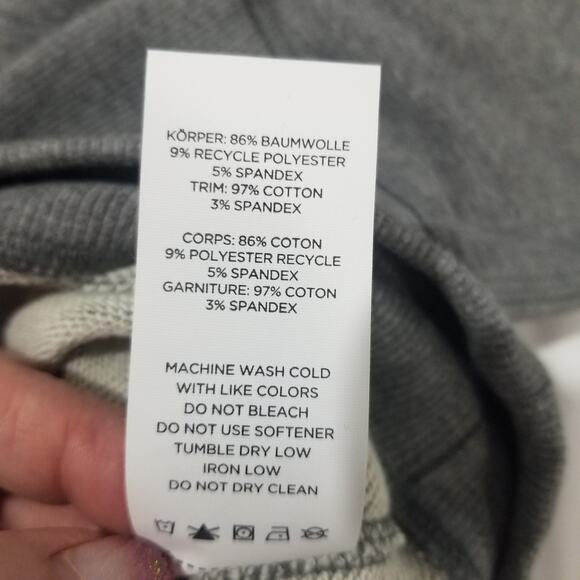 KÖRPER: 86% BAUMWOLLE
9% RECYCLE POLYESTER
5% SPANDEX
TRIM: 97% COTTON
3% SPANDEX
CORPS: 86% COTON
9% POLYESTER RECYCLE
5% SPANDEX
GARNITURE: 97% COTON
3% SPANDEX
MACHINE WASH COLD
WITH LIKE COLORS
DO NOT BLEACH
DO NOT USE SOFTENER
TUMBLE DRY LOW
IRON LOW
DO NOT DRY CLEAN